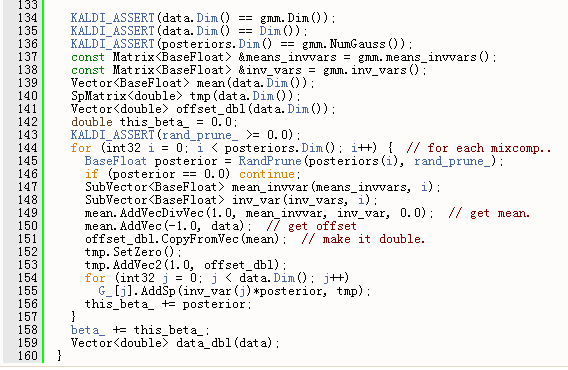 133
134 KALDI_ASSERT(data.Dim() == gmm.Dim());
135 KALDI_ASSERT(data.Dim() == Dim());
136 KALDI_ASSERT(posteriors.Dim() == gmm.NumGauss());
137 const Matrix<BaseFloat> &means_invvars = gmm.means_invvars();
138 const Matrix<BaseFloat> &inv_vars = gmm.inv_vars();
139 Vector<BaseFloat> mean(data.Dim());
140 SpMatrix<double> tmp(data.Dim());
141 Vector<double> offset_dbl(data.Dim());
142 double this_beta_ = 0.0;
143 KALDI_ASSERT(rand_prune_ >= 0.0);
144 for (int32 i = 0; i < posteriors.Dim(); i++) { // for each mixcomp..
145 BaseFloat posterior = RandPrune(posteriors(i), rand_prune_);
146 if (posterior == 0.0) continue;
147 SubVector<BaseFloat> mean_invvar(means_invvars, i);
148 SubVector<BaseFloat> inv_var(inv_vars, i);
149 mean.AddVecDivVec(1.0, mean_invvar, inv_var, 0.0); // get mean.
150 mean.AddVec(-1.0, data); // get offset
151 offset_dbl.CopyFromVec(mean); // make it double.
152 tmp.SetZero();
153 tmp.AddVec2(1.0, offset_dbl);
154 for (int32 j = 0; j < data.Dim(); j++)
155 G_[j].AddSp(inv_var(j)*posterior, tmp);
156 this_beta_ += posterior;
157 }
158 beta_ += this_beta_;
159 Vector<double> data_dbl(data);
160 }